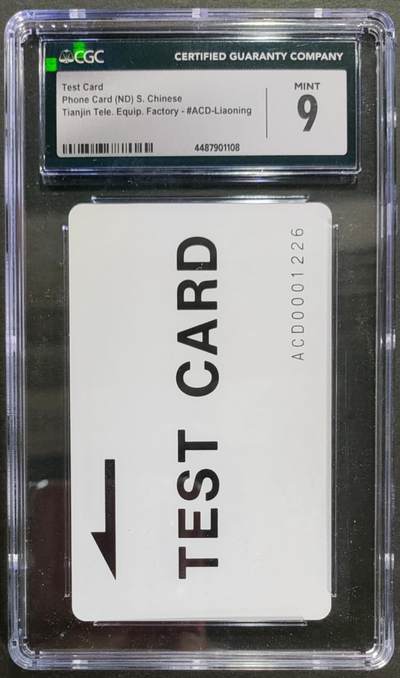 CGC
CERTIFIED GUARANTY COMPANY
Test Card
Phone Card (ND) S. Chinese
Tianjin Tele. Equip. Factory - #ACD-Liaoning
MINT
9
4487901108
TEST CARD
ACD0001226